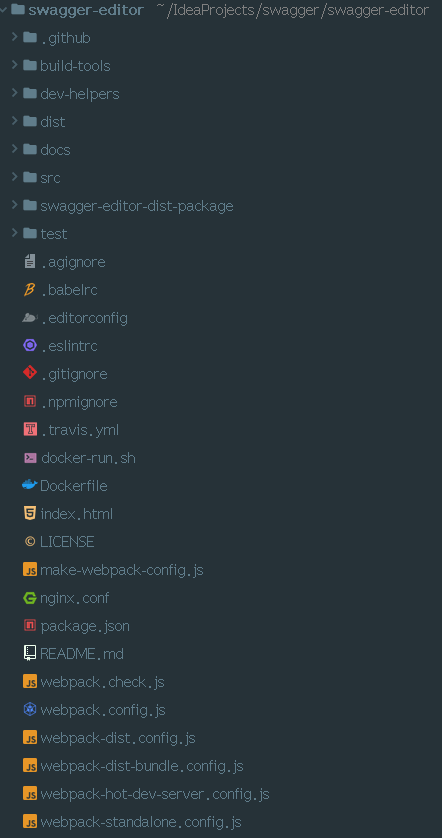 swagger-editor ~/IdeaProjects/swagger/swagger-editor
.github
build-tools
dev-helpers
dist
docs
src
swagger-editor-dist-package
test
.agignore
.babelrc
.editorconfig
.eslintrc
.gitignore
.npmignore
.travis.yml
docker-run.sh
Dockerfile
index.html
LICENSE
make-webpack-config.js
nginx.conf
package.json
README.md
webpack.check.js
webpack.config.js
webpack-dist.config.js
webpack-dist-bundle.config.js
webpack-hot-dev-server.config.js
webpack-standalone.config.js